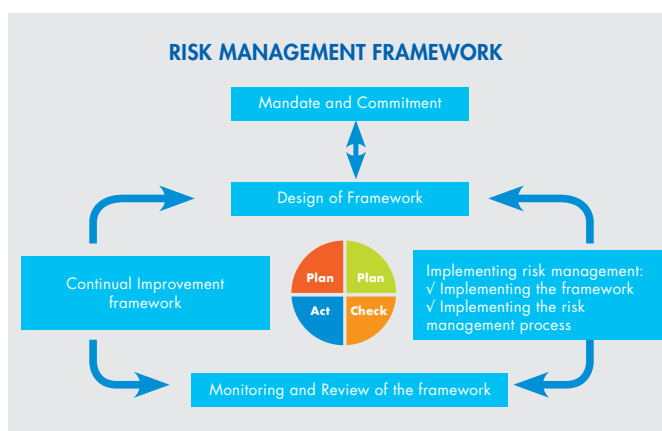 RISK MANAGEMENT FRAMEWORK
Mandate and Commitment
Design of Framework
Continual Improvement
framework
Plan
Plan
Act
Check
Implementing risk management:
√ Implementing the framework
√ Implementing the risk
management process
Monitoring and Review of the framework